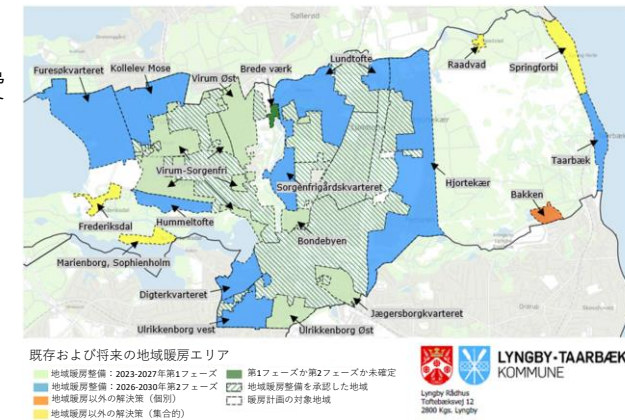 Søllerød
Furesøkvarteret
Kollelev Mose
Virum Øst
Brede værk
Lundtofte
Raadvad
Springforbi
Virum-Sorgenfri
Sorgenfrigårdskvarteret
Taarbæk
Hjortekær
Bakken
Frederiksdal
Hummeltofte
Marienborg, Sophienholm
Bondebyen
Digterkvarteret
Jægersborgkvarteret
Ulrikkenborg vest
Ulrikkenborg Øst
既存および将来の地域暖房エリア
地域暖房整備:2023-2027年第1フェーズ
地域暖房整備:2026-2030年第2フェーズ
地域暖房以外の解決策(個別)
地域暖房以外の解決策(集合的)
第1フェーズか第2フェーズか未確定
地域暖房整備を承認した地域
暖房計画の対象地域
LYNGBY-TAARBÆK
KOMMUNE
Lyngby Rådhus
Toftebæksvej 12
2800 Kgs. Lyngby